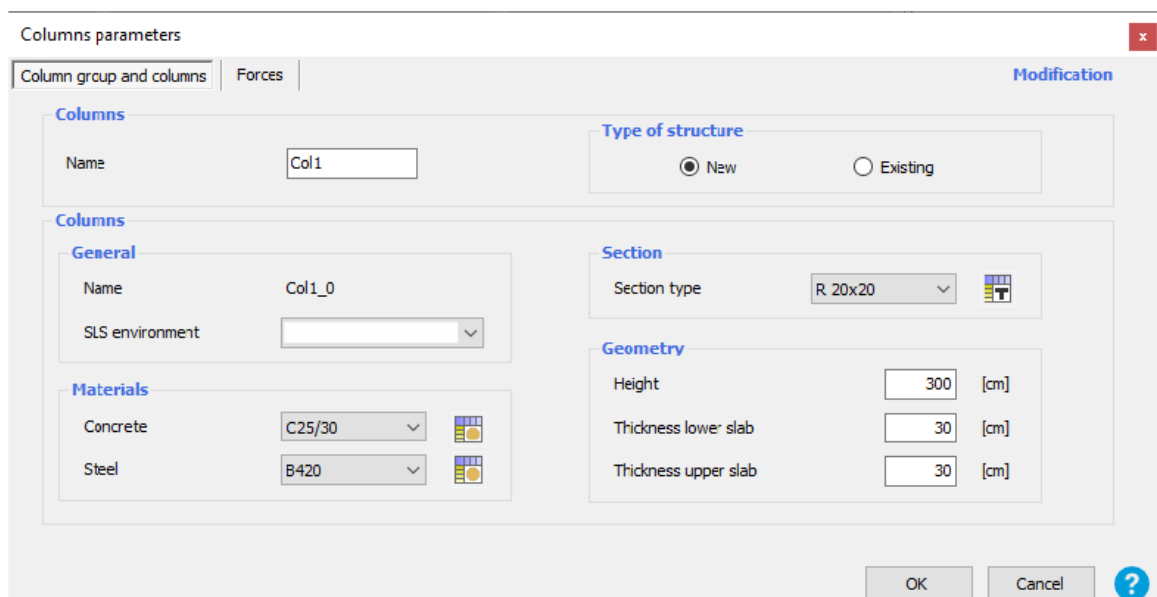 Columns parameters
x
Column group and columns Forces Modification
Columns
Name Col1
Type of structure
New Existing
Columns
General
Name Col1_0
SLS environment
Materials
Concrete C25/30
Steel B420
Section
Section type R 20x20
Geometry
Height 300 [cm]
Thickness lower slab 30 [cm]
Thickness upper slab 30 [cm]
OK Cancel ?